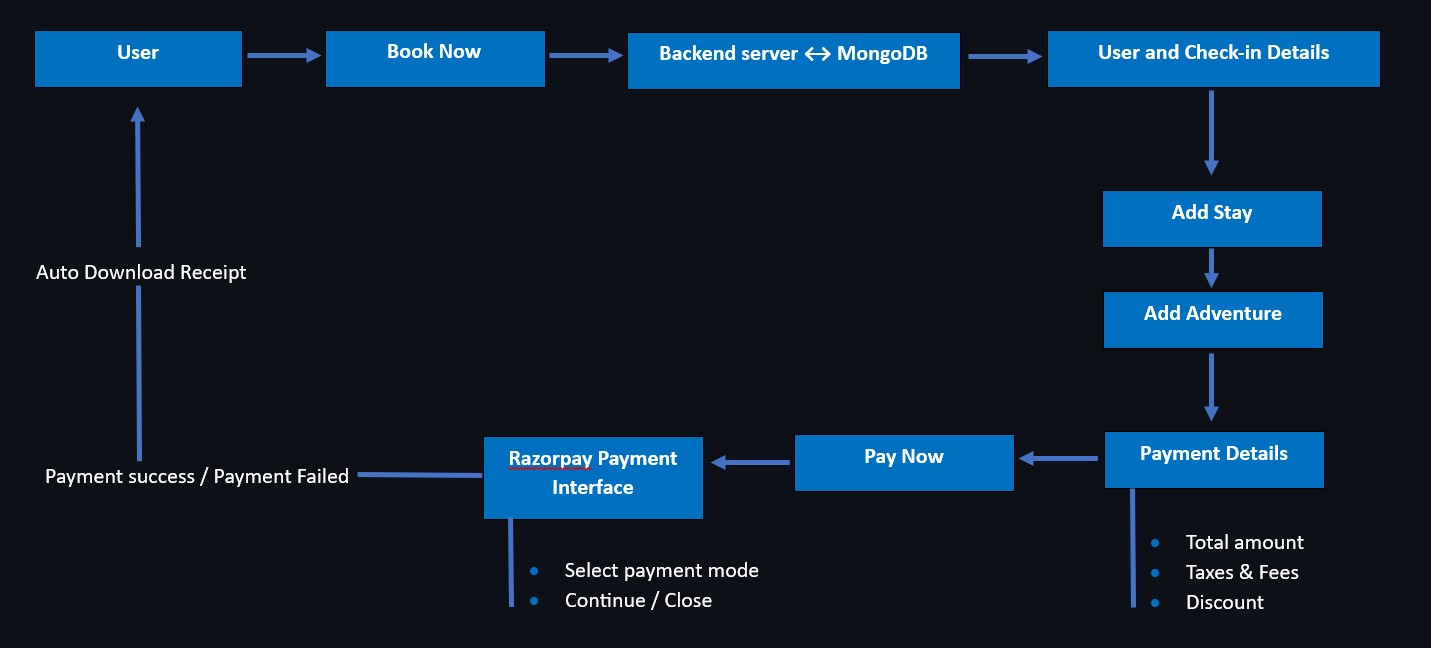 User
Book Now
Backend server ↔ MongoDB
User and Check-in Details
Add Stay
Add Adventure
Payment Details
• Total amount
• Taxes & Fees
• Discount
Pay Now
Razorpay Payment
Interface
• Select payment mode
• Continue / Close
Payment success / Payment Failed
Auto Download Receipt